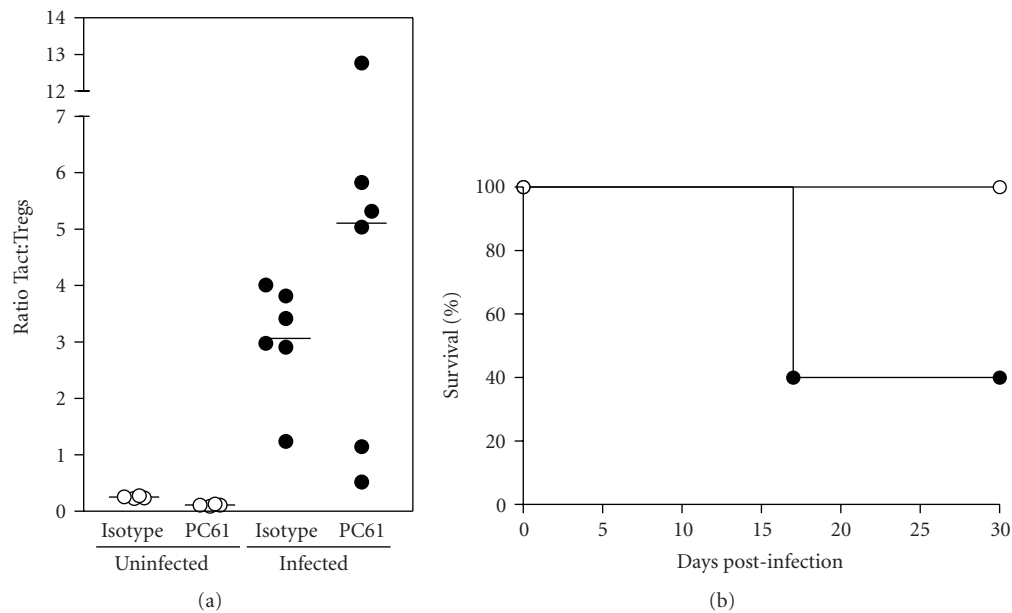 14
13
12
7
6
5
4
3
2
1
0
Ratio Tact:Tregs
Isotype PC61 Isotype PC61
Uninfected Infected
(a)
100
80
60
40
20
0
Survival (%)
0 5 10 15 20 25 30
Days post-infection
(b)